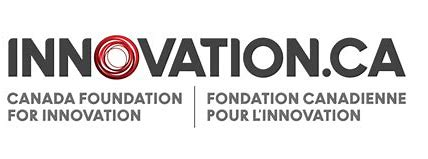 INNOVATION.CA
CANADA FOUNDATION
FOR INNOVATION
FONDATION CANADIENNE
POUR L'INNOVATION